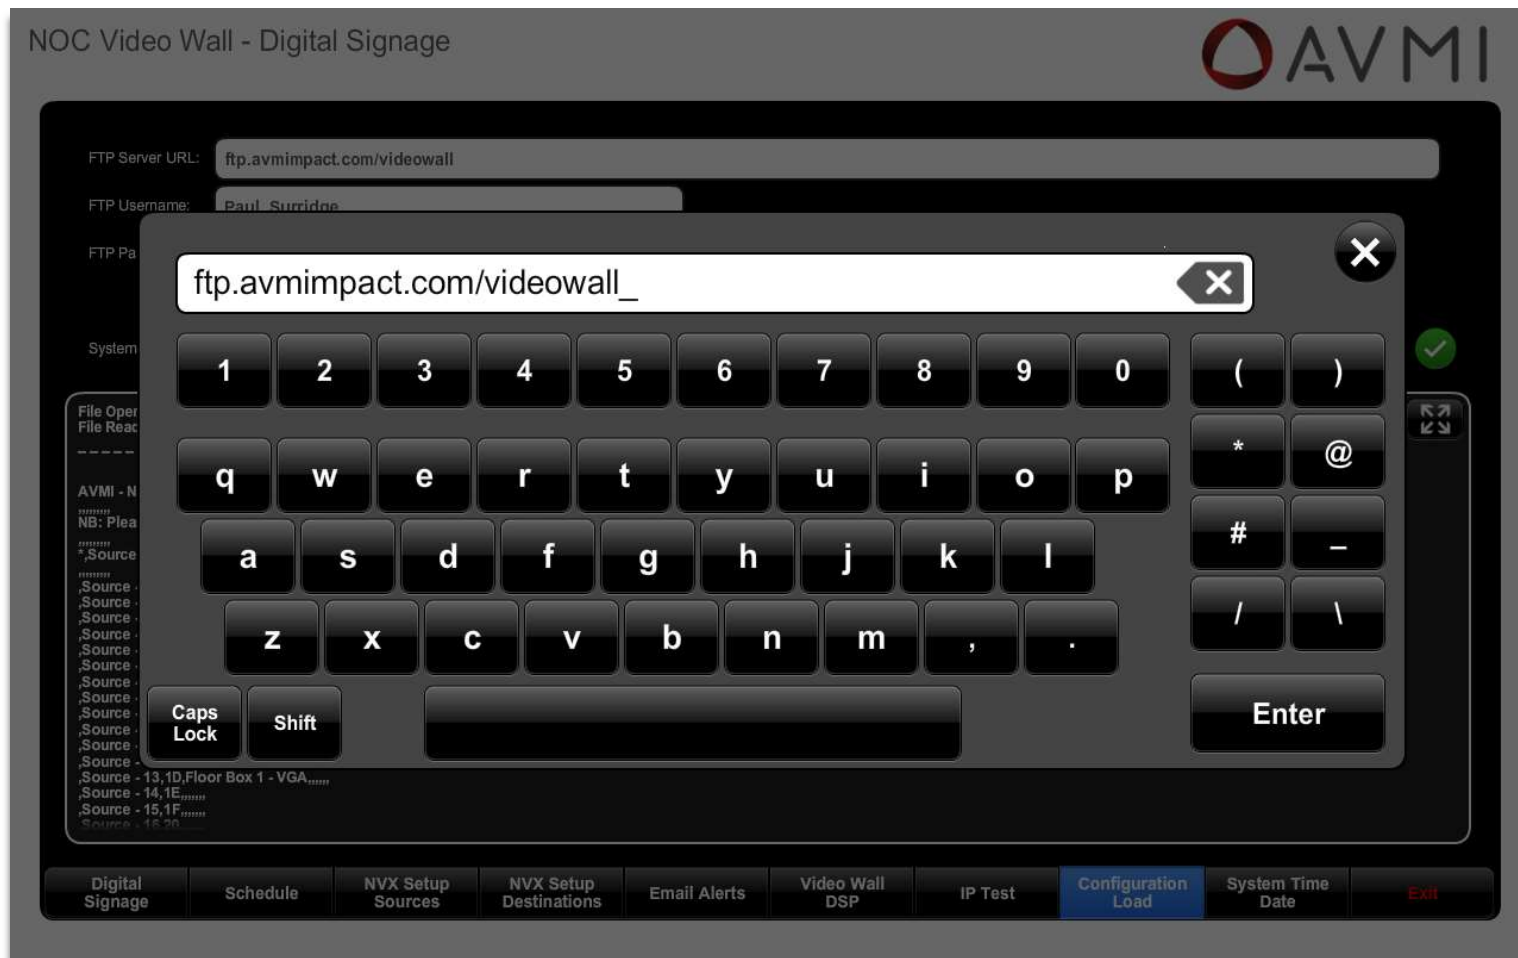 NOC Video Wall - Digital Signage
AVMI
FTP Server URL:
ftp.avmimpact.com/videowall
FTP Username:
Paul_Surridge
FTP Pa
ftp.avmimpact.com/videowall_
System
1 2 3 4 5 6 7 8 9 0 ( )
q w e r t y u i o p * @
a s d f g h j k l # _
z x c v b n m , . / \
Caps
Lock
Shift
Enter
File Oper
File Reac
- - - - -
AVMI - N
,,,,,,,,,
NB: Plea
,,,,,,,,,
*,Source
,,,,,,,,,
,Source -
,Source -
,Source -
,Source -
,Source -
,Source -
,Source -
,Source -
,Source -
,Source -
,Source -
,Source -
,Source - 13,1D,Floor Box 1 - VGA,,,,,,
,Source - 14,1E,,,,,,,
,Source - 15,1F,,,,,,,
,Source - 16,20
Digital
Signage
Schedule
NVX Setup
Sources
NVX Setup
Destinations
Email Alerts
Video Wall
DSP
IP Test
Configuration
Load
System Time
Date
Exit